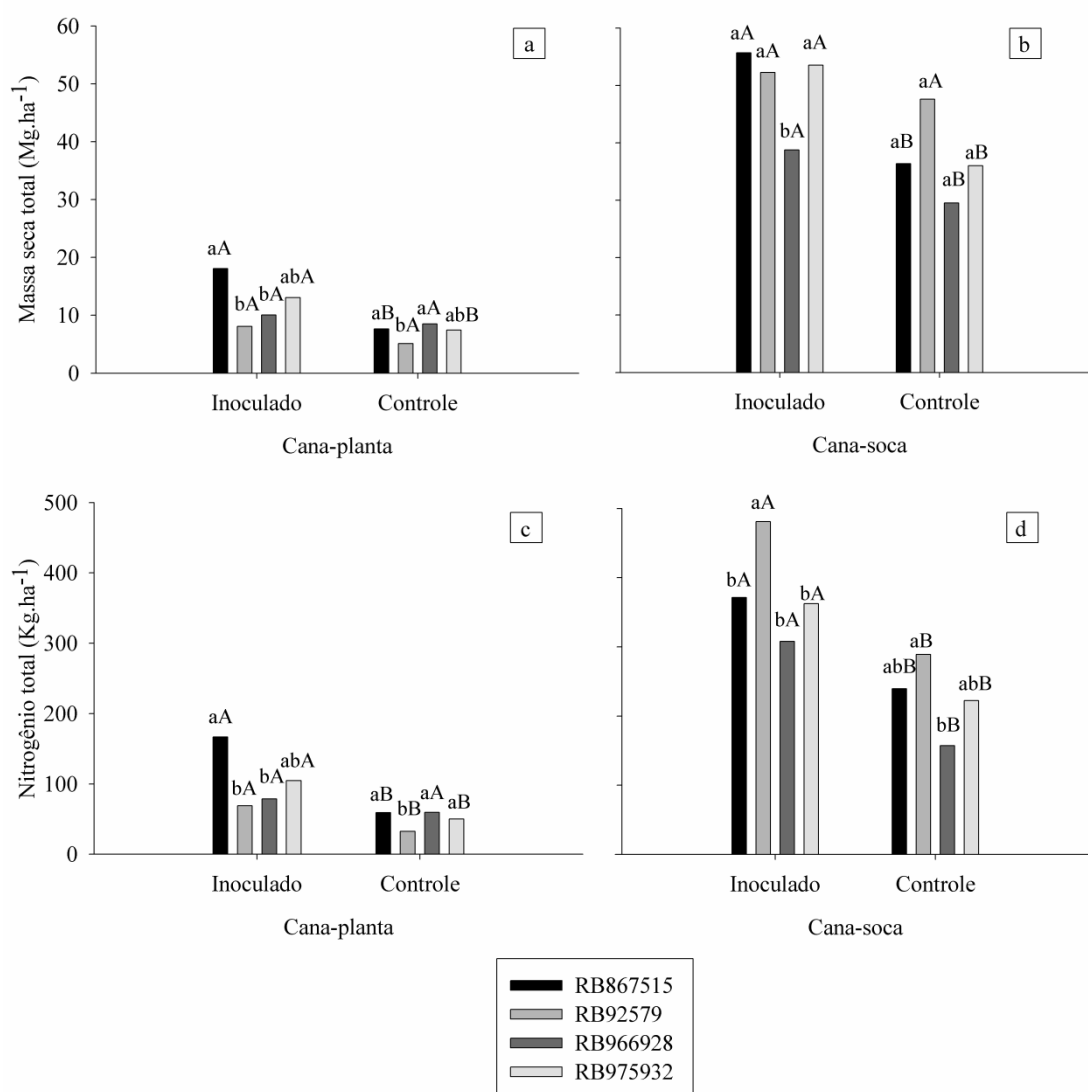 Massa seca total (Mg.ha-1)
60
50
40
30
20
10
0
a
aA
bA
bA
abA
aB
bA
aA
abB
Inoculado
Controle
Cana-planta
b
aA
aA
bA
aA
aB
aA
aB
aB
Inoculado
Controle
Cana-soca
Nitrogênio total (Kg.ha-1)
500
400
300
200
100
0
c
aA
bA
bA
abA
aB
bB
aA
aB
Inoculado
Controle
Cana-planta
d
bA
aA
bA
bA
abB
aB
bB
abB
Inoculado
Controle
Cana-soca
RB867515
RB92579
RB966928
RB975932